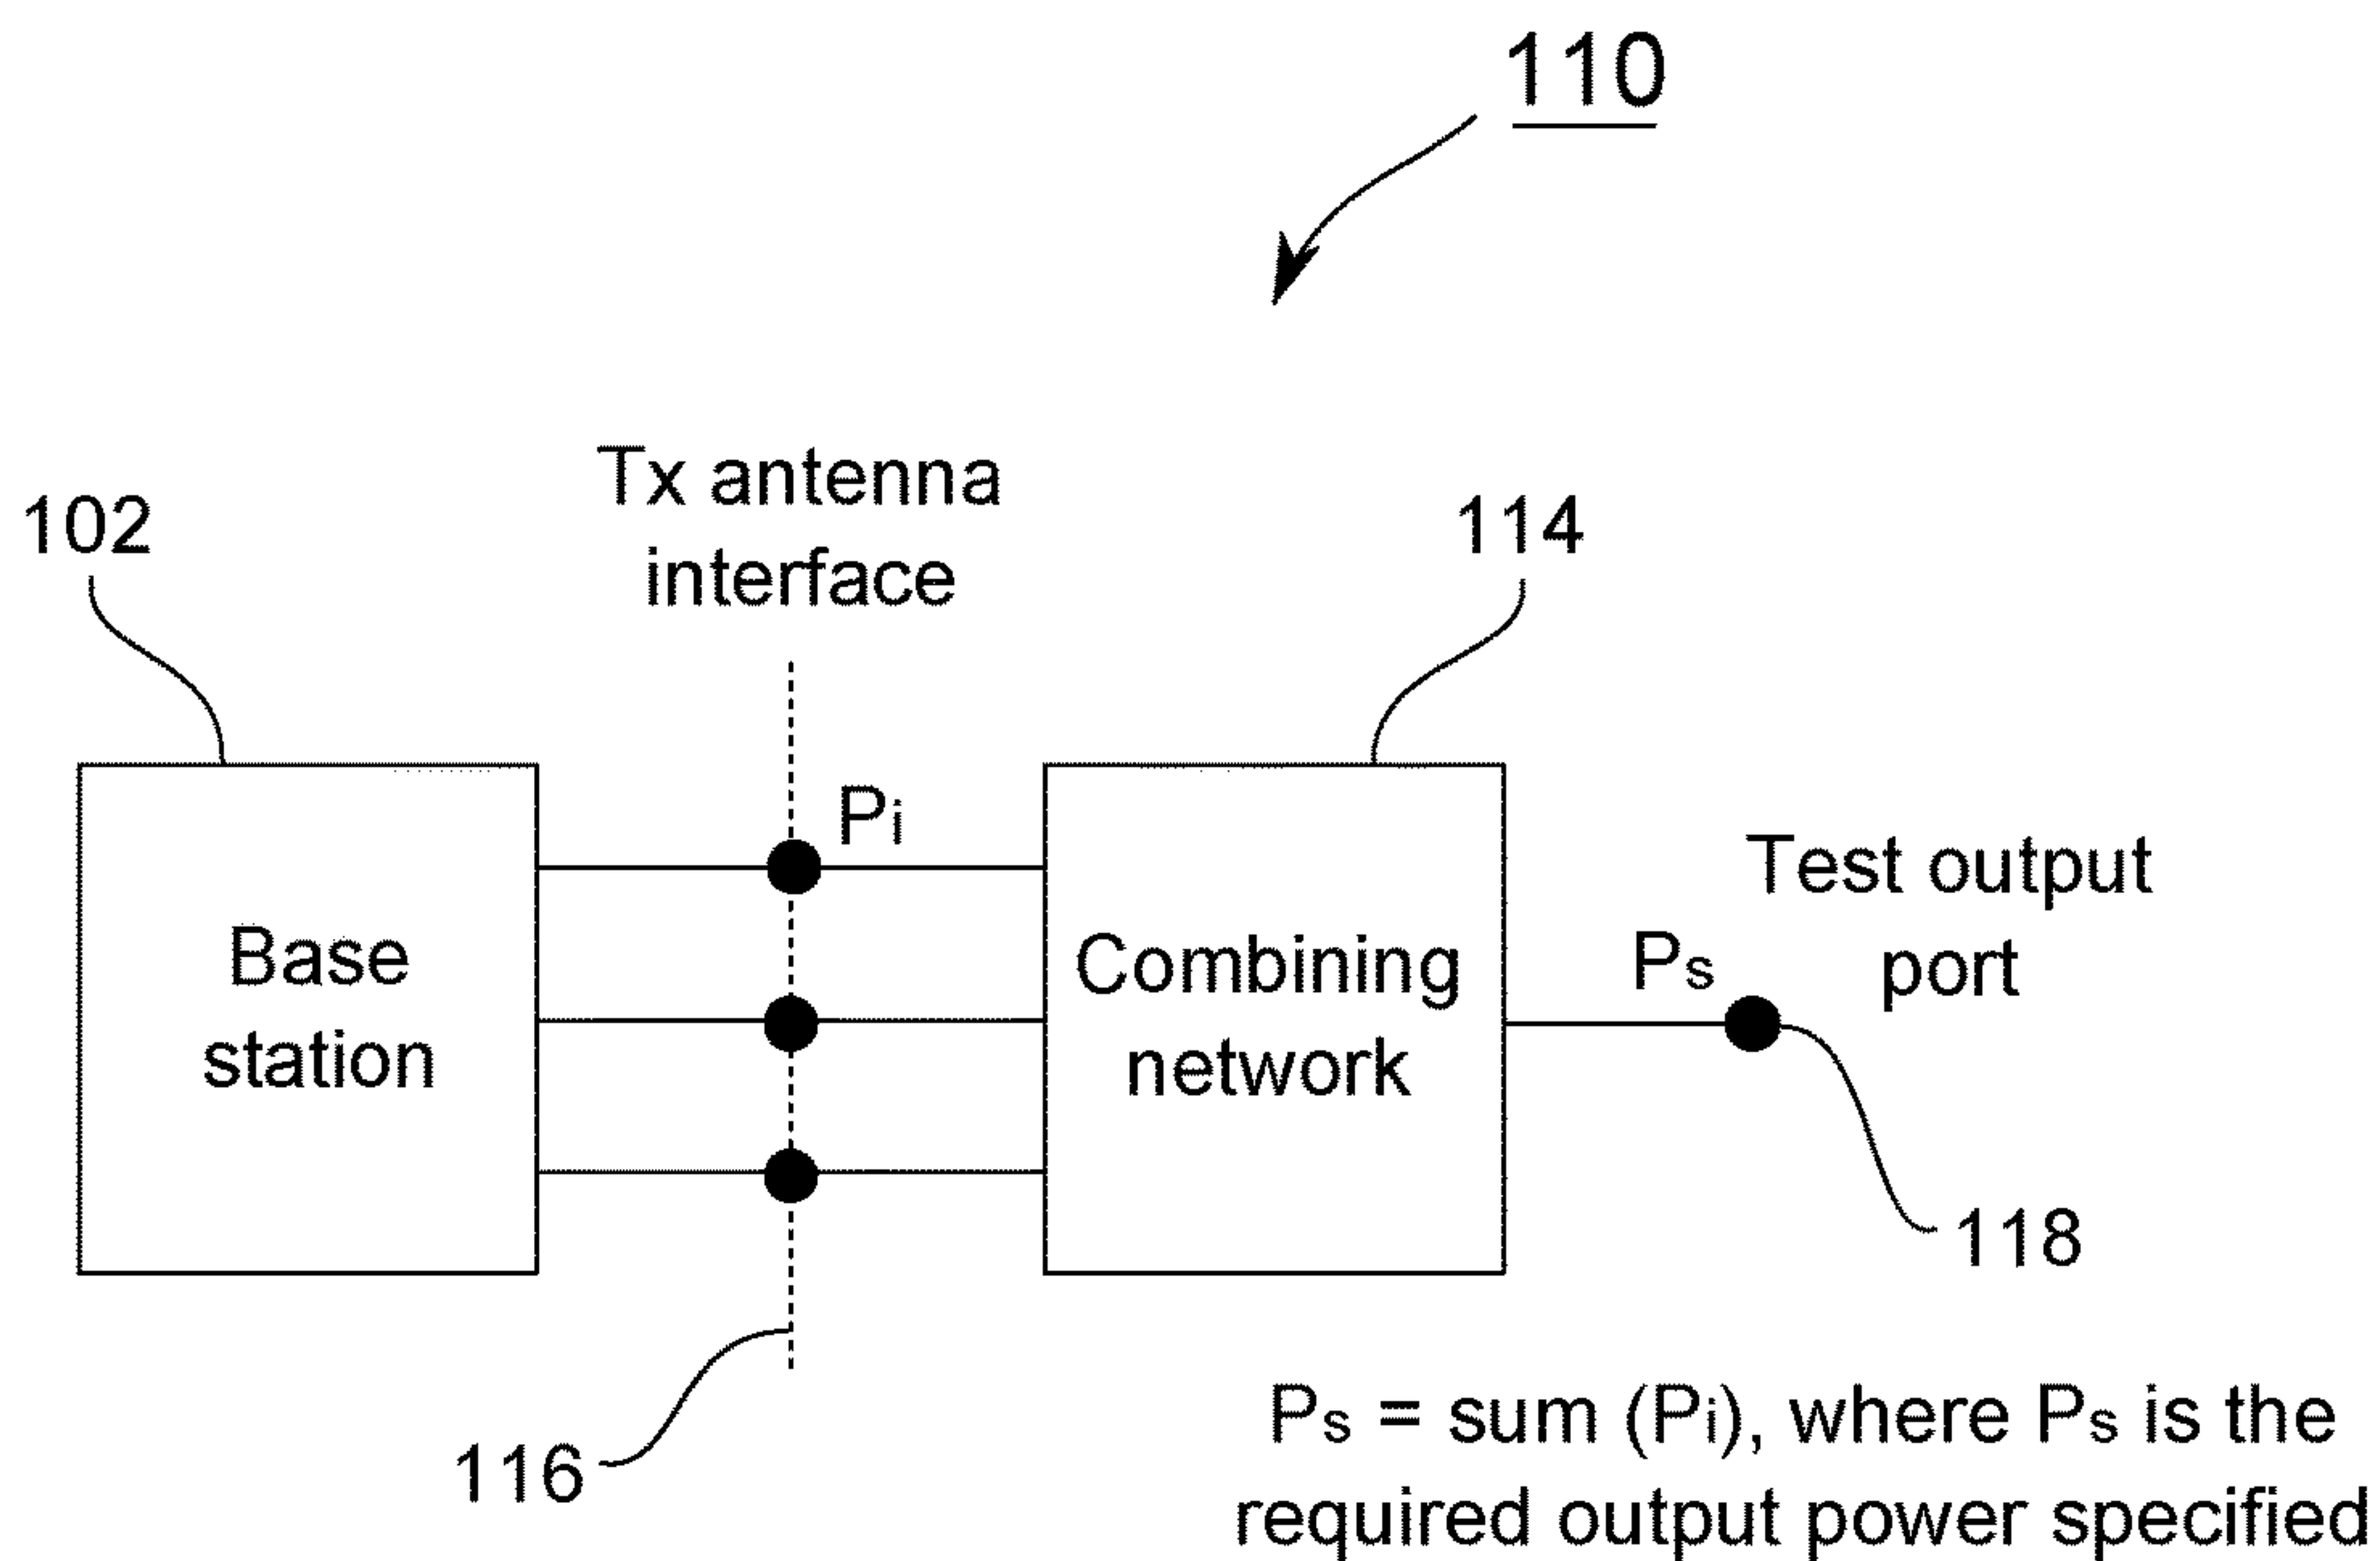 110
Tx antenna
interface
102
114
Pi
Test output
port
Ps
Base
station
Combining
network
118
116
Ps = sum (Pi), where Ps is the
required output power specified